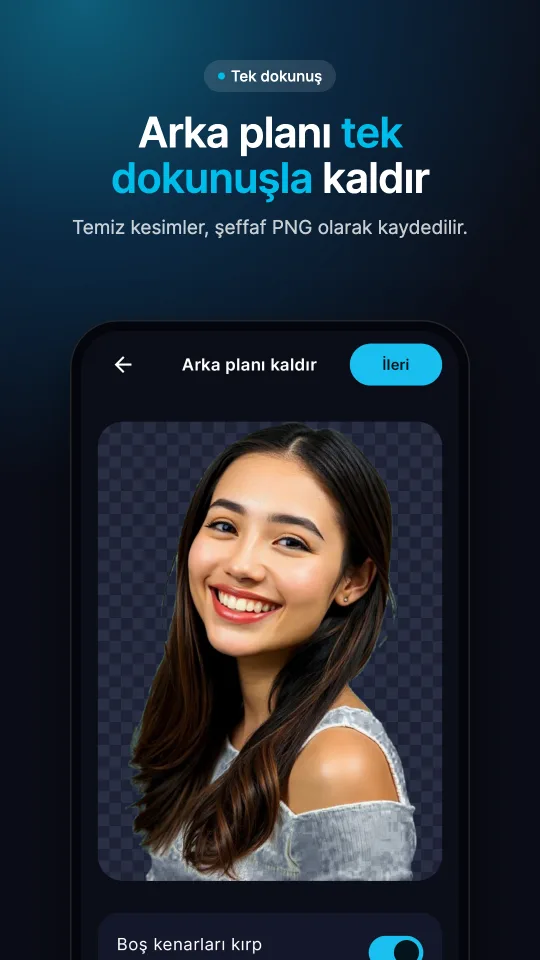 Tek dokunuş
Arka planı tek
dokunuşla kaldır
Temiz kesimler, şeffaf PNG olarak kaydedilir.
Arka planı kaldır
İleri
Boş kenarları kırp